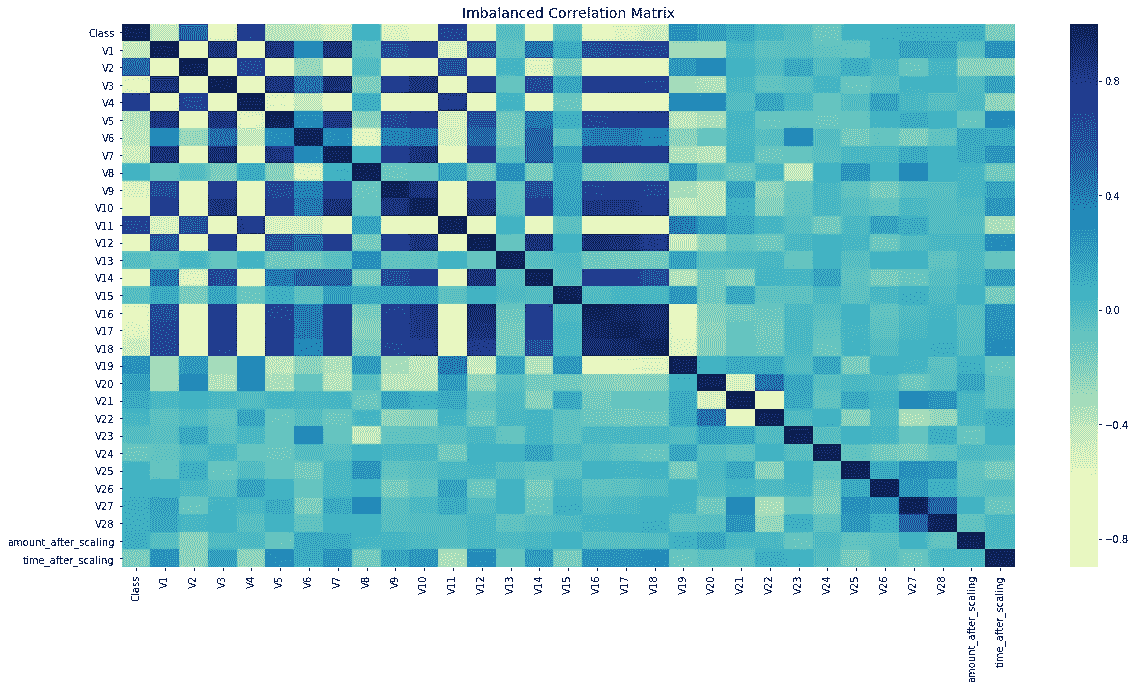 Imbalanced Correlation Matrix
Class
V1
V2
V3
V4
V5
V6
V7
V8
V9
V10
V11
V12
V13
V14
V15
V16
V17
V18
V19
V20
V21
V22
V23
V24
V25
V26
V27
V28
amount_after_scaling
time_after_scaling
Class
V1
V2
V3
V4
V5
V6
V7
V8
V9
V10
V11
V12
V13
V14
V15
V16
V17
V18
V19
V20
V21
V22
V23
V24
V25
V26
V27
V28
amount_after_scaling
time_after_scaling
0.8
0.4
0.0
−0.4
−0.8